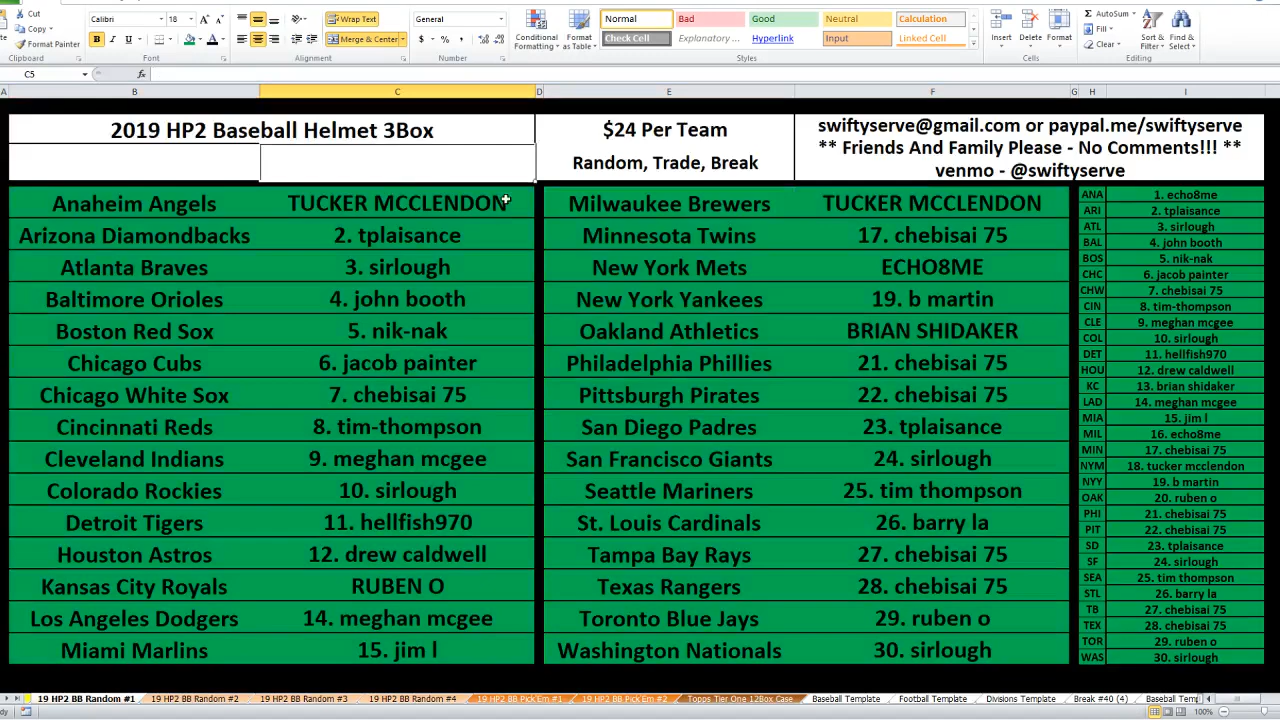 Cut
Copy
Format Painter
Clipboard
Calibri 18 A A
B I U A
Font
Wrap Text
Merge & Center
Alignment
General
$ % ,
Number
Conditional Formatting
Format as Table
Normal Bad Good Neutral Calculation
Check Cell Explanatory ... Hyperlink Input Linked Cell
Styles
Insert Delete Format
Cells
AutoSum
Fill
Clear
Sort & Filter
Find & Select
Editing
C5 fx
A B C D E F G H I
2019 HP2 Baseball Helmet 3Box
$24 Per Team
Random, Trade, Break
swiftyserve@gmail.com or paypal.me/swiftyserve
** Friends And Family Please - No Comments!!! **
venmo - @swiftyserve
Anaheim Angels TUCKER MCCLENDON Milwaukee Brewers TUCKER MCCLENDON
Arizona Diamondbacks 2. tplaisance Minnesota Twins 17. chebisai 75
Atlanta Braves 3. sirlough New York Mets ECHO8ME
Baltimore Orioles 4. john booth New York Yankees 19. b martin
Boston Red Sox 5. nik-nak Oakland Athletics BRIAN SHIDAKER
Chicago Cubs 6. jacob painter Philadelphia Phillies 21. chebisai 75
Chicago White Sox 7. chebisai 75 Pittsburgh Pirates 22. chebisai 75
Cincinnati Reds 8. tim-thompson San Diego Padres 23. tplaisance
Cleveland Indians 9. meghan mcgee San Francisco Giants 24. sirlough
Colorado Rockies 10. sirlough Seattle Mariners 25. tim thompson
Detroit Tigers 11. hellfish970 St. Louis Cardinals 26. barry la
Houston Astros 12. drew caldwell Tampa Bay Rays 27. chebisai 75
Kansas City Royals RUBEN O Texas Rangers 28. chebisai 75
Los Angeles Dodgers 14. meghan mcgee Toronto Blue Jays 29. ruben o
Miami Marlins 15. jim l Washington Nationals 30. sirlough
ANA 1. echo8me
ARI 2. tplaisance
ATL 3. sirlough
BAL 4. john booth
BOS 5. nik-nak
CHC 6. jacob painter
CHW 7. chebisai 75
CIN 8. tim-thompson
CLE 9. meghan mcgee
COL 10. sirlough
DET 11. hellfish970
HOU 12. drew caldwell
KC 13. brian shidaker
LAD 14. meghan mcgee
MIA 15. jim l
MIL 16. echo8me
MIN 17. chebisai 75
NYM 18. tucker mcclendon
NYY 19. b martin
OAK 20. ruben o
PHI 21. chebisai 75
PIT 22. chebisai 75
SD 23. tplaisance
SF 24. sirlough
SEA 25. tim thompson
STL 26. barry la
TB 27. chebisai 75
TEX 28. chebisai 75
TOR 29. ruben o
WAS 30. sirlough
19 HP2 BB Random #1 19 HP2 BB Random #2 19 HP2 BB Random #3 19 HP2 BB Random #4 19 HP2 BB Pick'Em #1 19 HP2 BB Pick'Em #2 Topps Tier One 12Box Case Baseball Template Football Template Divisions Template Break #40 (4) Baseball Temp
100%